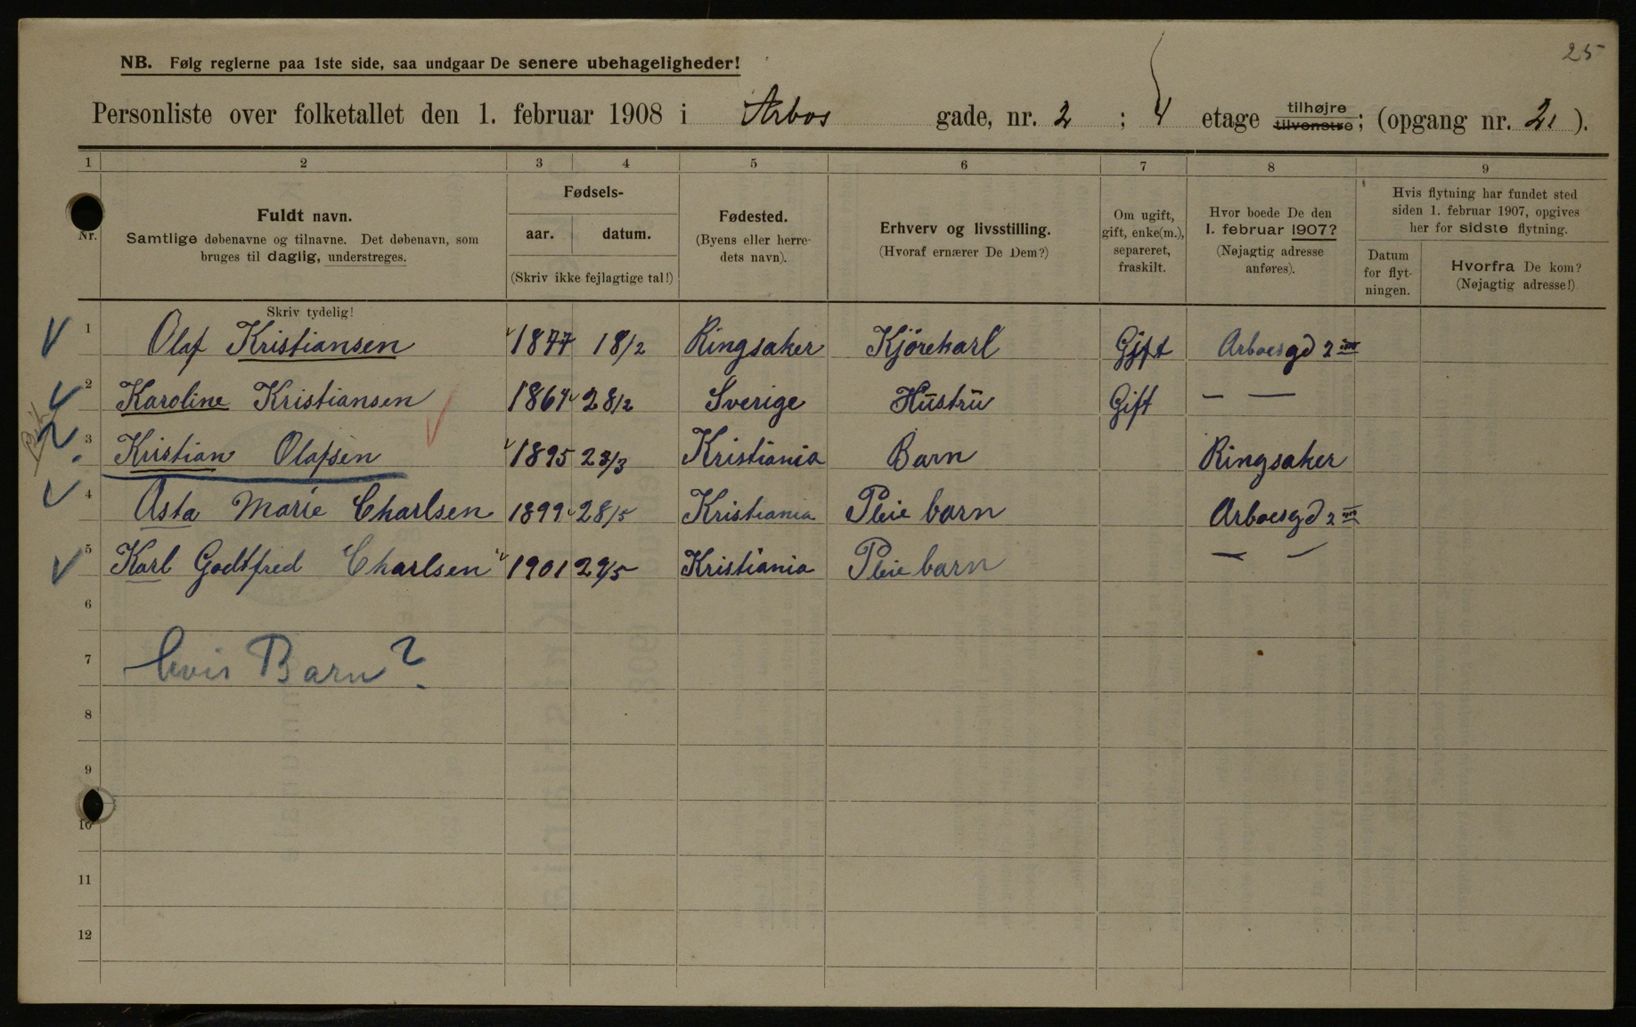 25
NB. Følg reglerne paa 1ste side, saa undgaar De senere ubehageligheder!
Personliste over folketallet den 1. februar 1908 i Arbos gade, nr. 2 ; 4 etage tilhøjre tilvenstre; (opgang nr. 2 ).
1 2 3 4 5 6 7 8 9
Nr. Fuldt navn. Samtlige døbenavne og tilnavne. Det døbenavn, som bruges til daglig, understreges.
Fødsels- aar. datum. (Skriv ikke fejlagtige tal!)
Fødested. (Byens eller herredets navn).
Erhverv og livsstilling. (Hvoraf ernærer De Dem?)
Om ugift, gift, enke(m.), separeret, fraskilt.
Hvor boede De den 1. februar 1907? (Nøjagtig adresse anføres).
Hvis flytning har fundet sted siden 1. februar 1907, opgives her for sidste flytning.
Datum for flytningen. Hvorfra De kom? (Nøjagtig adresse!)
Skriv tydelig!
1 Olaf Kristiansen 1877 18/2 Ringsaker Kjørekarl Gift Arboesgd 2
2 Karoline Kristiansen 1864 28/2 Sverige Hustru Gift — —
3 Kristian Olafsen 1895 23/3 Kristiania Barn Ringsaker
4 Asta Marie Charlsen 1899 28/5 Kristiania Pleie barn Arboesgd 2
5 Karl Godtfred Charlsen 1901 29/5 Kristiania Pleie barn — —
6
7 hvis Barn?
8
9
10
11
12